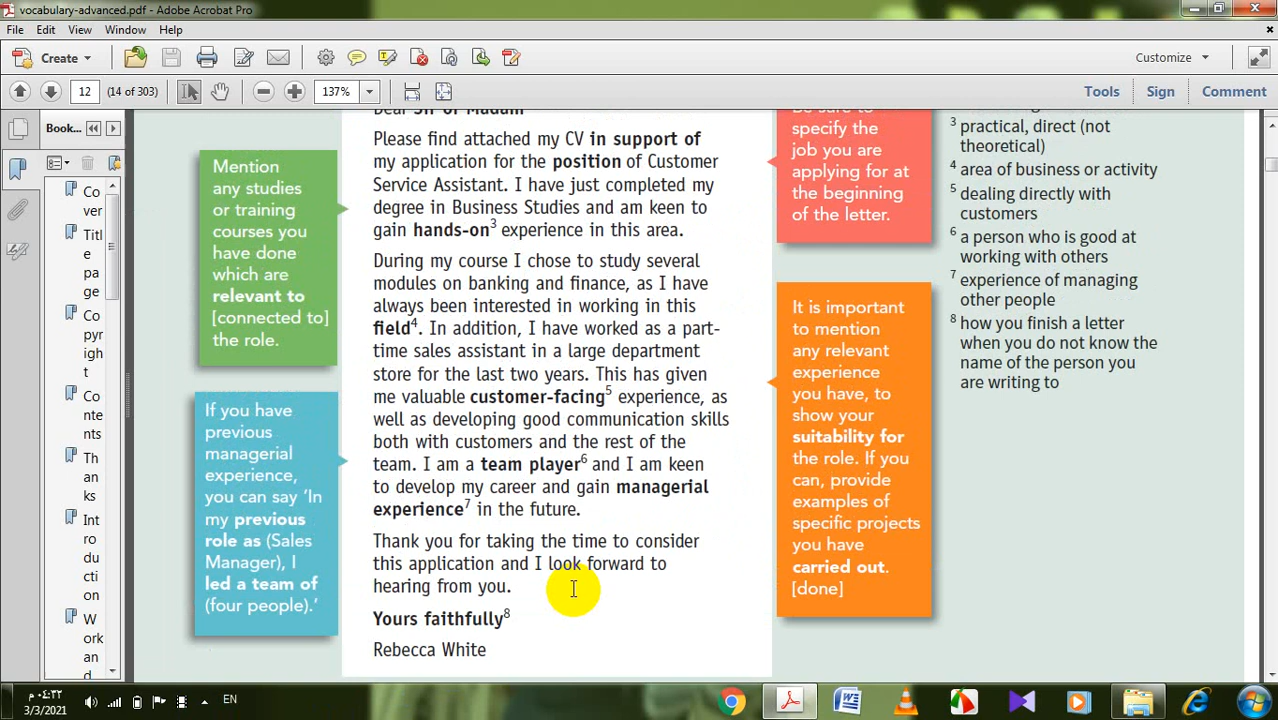 vocabulary-advanced.pdf - Adobe Acrobat Pro
File Edit View Window Help
Create
Customize
12 (14 of 303) 137%
Tools Sign Comment
Book...
Co
ver
Titl
e
pa
ge
Co
pyr
igh
t
Co
nte
nts
Th
an
ks
Int
ro
du
cti
on
W
ork
an
d
Mention
any studies
or training
courses you
have done
which are
relevant to
[connected to]
the role.
If you have
previous
managerial
experience,
you can say ‘In
my previous
role as (Sales
Manager), I
led a team of
(four people).’
Dear Sir or Madam
Please find attached my CV in support of
my application for the position of Customer
Service Assistant. I have just completed my
degree in Business Studies and am keen to
gain hands-on3 experience in this area.
During my course I chose to study several
modules on banking and finance, as I have
always been interested in working in this
field4. In addition, I have worked as a part-
time sales assistant in a large department
store for the last two years. This has given
me valuable customer-facing5 experience, as
well as developing good communication skills
both with customers and the rest of the
team. I am a team player6 and I am keen
to develop my career and gain managerial
experience7 in the future.
Thank you for taking the time to consider
this application and I look forward to
hearing from you.
Yours faithfully8
Rebecca White
Be sure to
specify the
job you are
applying for at
the beginning
of the letter.
It is important
to mention
any relevant
experience
you have, to
show your
suitability for
the role. If you
can, provide
examples of
specific projects
you have
carried out.
[done]
3 practical, direct (not
theoretical)
4 area of business or activity
5 dealing directly with
customers
6 a person who is good at
working with others
7 experience of managing
other people
8 how you finish a letter
when you do not know the
name of the person you
are writing to
م ٠٤:٢٢
3/3/2021
EN